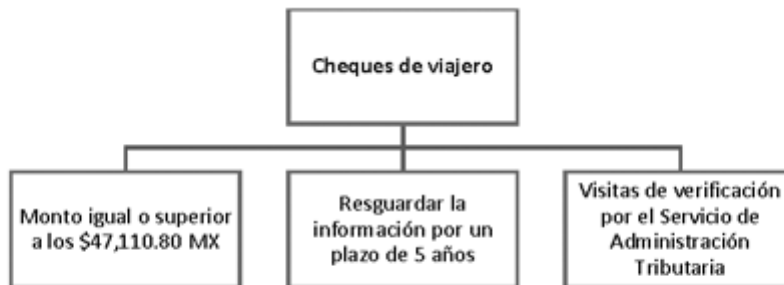 Cheques de viajero
Monto igual o superior
a los $47,110.80 MX
Resguardar la
información por un
plazo de 5 años
Visitas de verificación
por el Servicio de
Administración
Tributaria